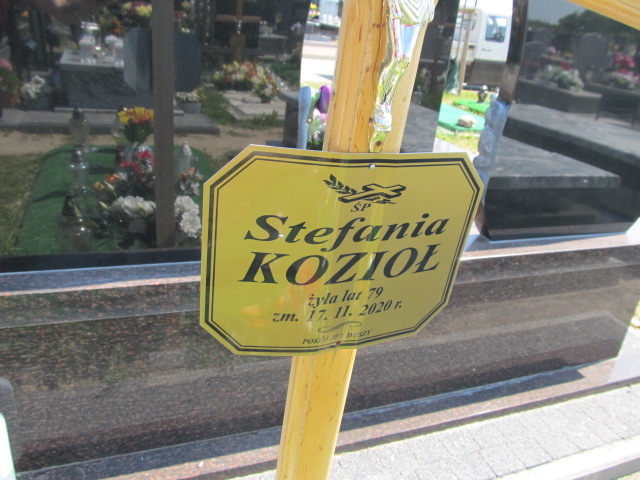 ŚP
Stefania
KOZIOŁ
żyła lat 79
zm. 17. 11. 2020 r.
POKÓJ JEJ DUSZY